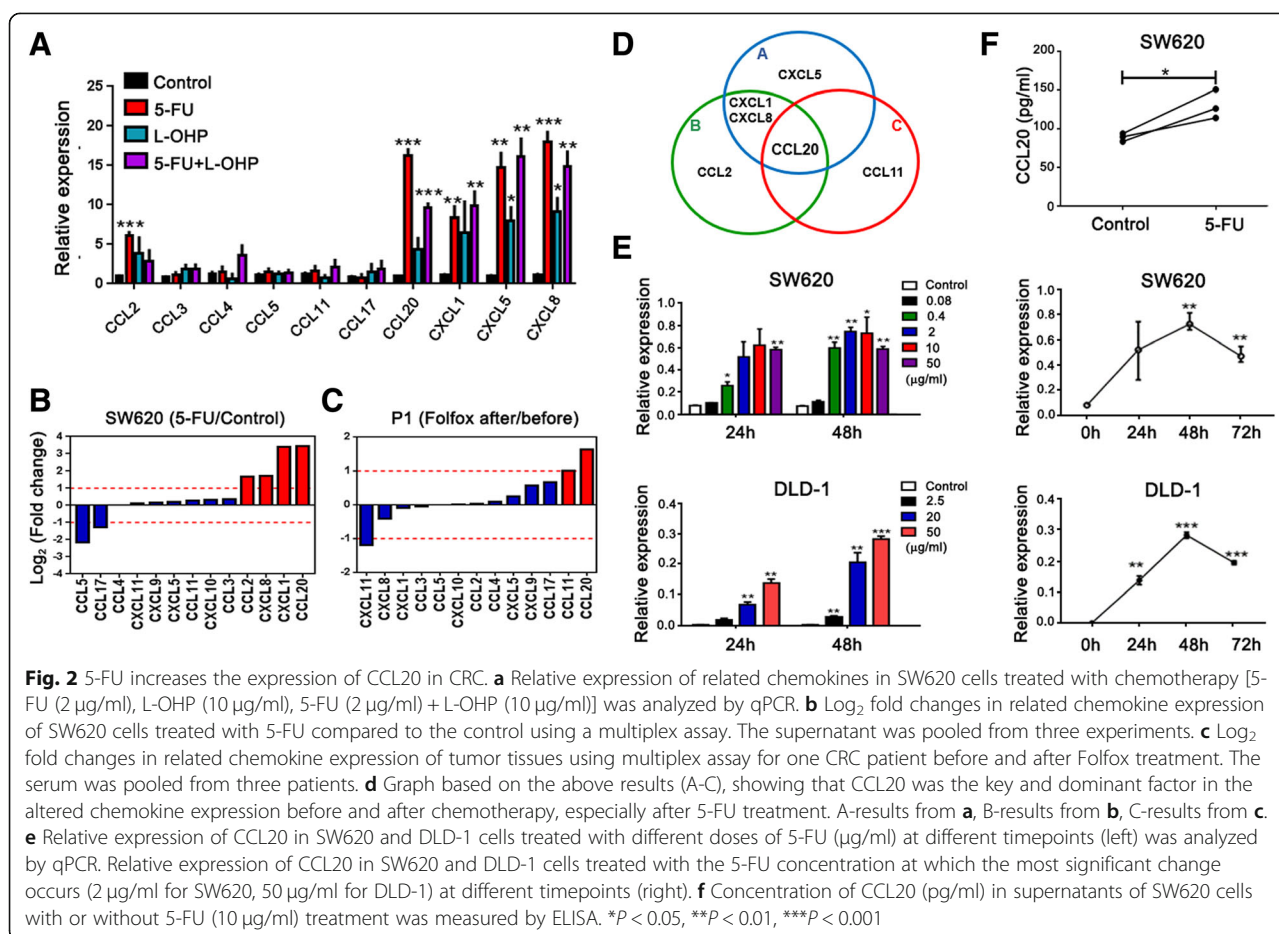 A
Control
5-FU
L-OHP
5-FU+L-OHP
Relative experssion
25
20
15
10
5
0
***
***
***
**
**
**
*
**
***
*
**
CCL2
CCL3
CCL4
CCL5
CCL11
CCL17
CCL20
CXCL1
CXCL5
CXCL8
B
SW620 (5-FU/Control)
Log2 (Fold change)
4
3
2
1
0
-1
-2
-3
-4
CCL5
CCL17
CCL4
CXCL11
CXCL9
CXCL5
CCL11
CXCL10
CCL3
CCL2
CXCL8
CXCL1
CCL20
C
P1 (Folfox after/before)
2
1
0
-1
-2
CXCL11
CXCL8
CXCL1
CCL3
CCL5
CXCL10
CCL2
CCL4
CXCL5
CXCL9
CCL17
CCL11
CCL20
D
A
CXCL5
CXCL1
CXCL8
B
C
CCL20
CCL2
CCL11
E
SW620
Relative expression
1.0
0.8
0.6
0.4
0.2
0.0
*
**
**
**
*
**
24h
48h
Control
0.08
0.4
2
10
50
(μg/ml)
SW620
Relative expression
1.0
0.8
0.6
0.4
0.2
0.0
**
**
0h
24h
48h
72h
DLD-1
Relative expression
0.4
0.3
0.2
0.1
0.0
**
**
**
**
***
24h
48h
Control
2.5
20
50
(μg/ml)
DLD-1
Relative expression
0.4
0.3
0.2
0.1
0.0
**
***
***
0h
24h
48h
72h
F
SW620
CCL20 (pg/ml)
200
150
100
50
0
*
Control
5-FU
Fig. 2 5-FU increases the expression of CCL20 in CRC. a Relative expression of related chemokines in SW620 cells treated with chemotherapy [5-
FU (2 μg/ml), L-OHP (10 μg/ml), 5-FU (2 μg/ml) + L-OHP (10 μg/ml)] was analyzed by qPCR. b Log2 fold changes in related chemokine expression
of SW620 cells treated with 5-FU compared to the control using a multiplex assay. The supernatant was pooled from three experiments. c Log2
fold changes in related chemokine expression of tumor tissues using multiplex assay for one CRC patient before and after Folfox treatment. The
serum was pooled from three patients. d Graph based on the above results (A-C), showing that CCL20 was the key and dominant factor in the
altered chemokine expression before and after chemotherapy, especially after 5-FU treatment. A-results from a, B-results from b, C-results from c.
e Relative expression of CCL20 in SW620 and DLD-1 cells treated with different doses of 5-FU (μg/ml) at different timepoints (left) was analyzed
by qPCR. Relative expression of CCL20 in SW620 and DLD-1 cells treated with the 5-FU concentration at which the most significant change
occurs (2 μg/ml for SW620, 50 μg/ml for DLD-1) at different timepoints (right). f Concentration of CCL20 (pg/ml) in supernatants of SW620 cells
with or without 5-FU (10 μg/ml) treatment was measured by ELISA. *P < 0.05, **P < 0.01, ***P < 0.001